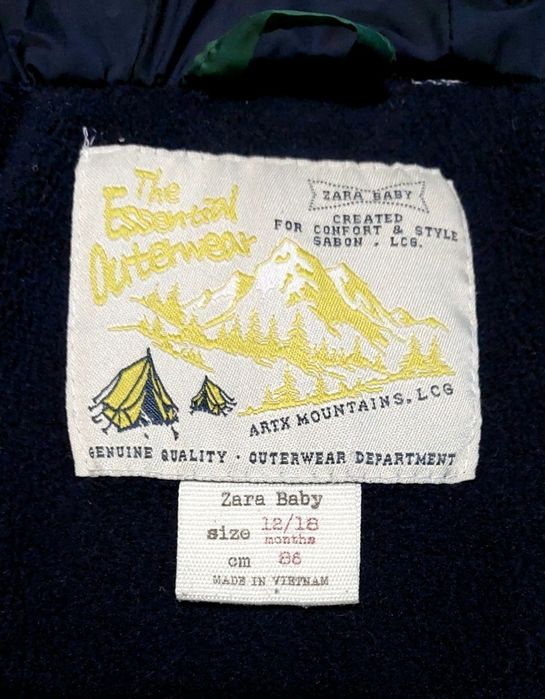 The
Essential
Outerwear
ZARA BABY
CREATED
FOR COMFORT & STYLE
SABON . LCG.
ARTX MOUNTAINS. LCG
GENUINE QUALITY · OUTERWEAR DEPARTMENT
Zara Baby
size 12/18
months
cm 86
MADE IN VIETNAM